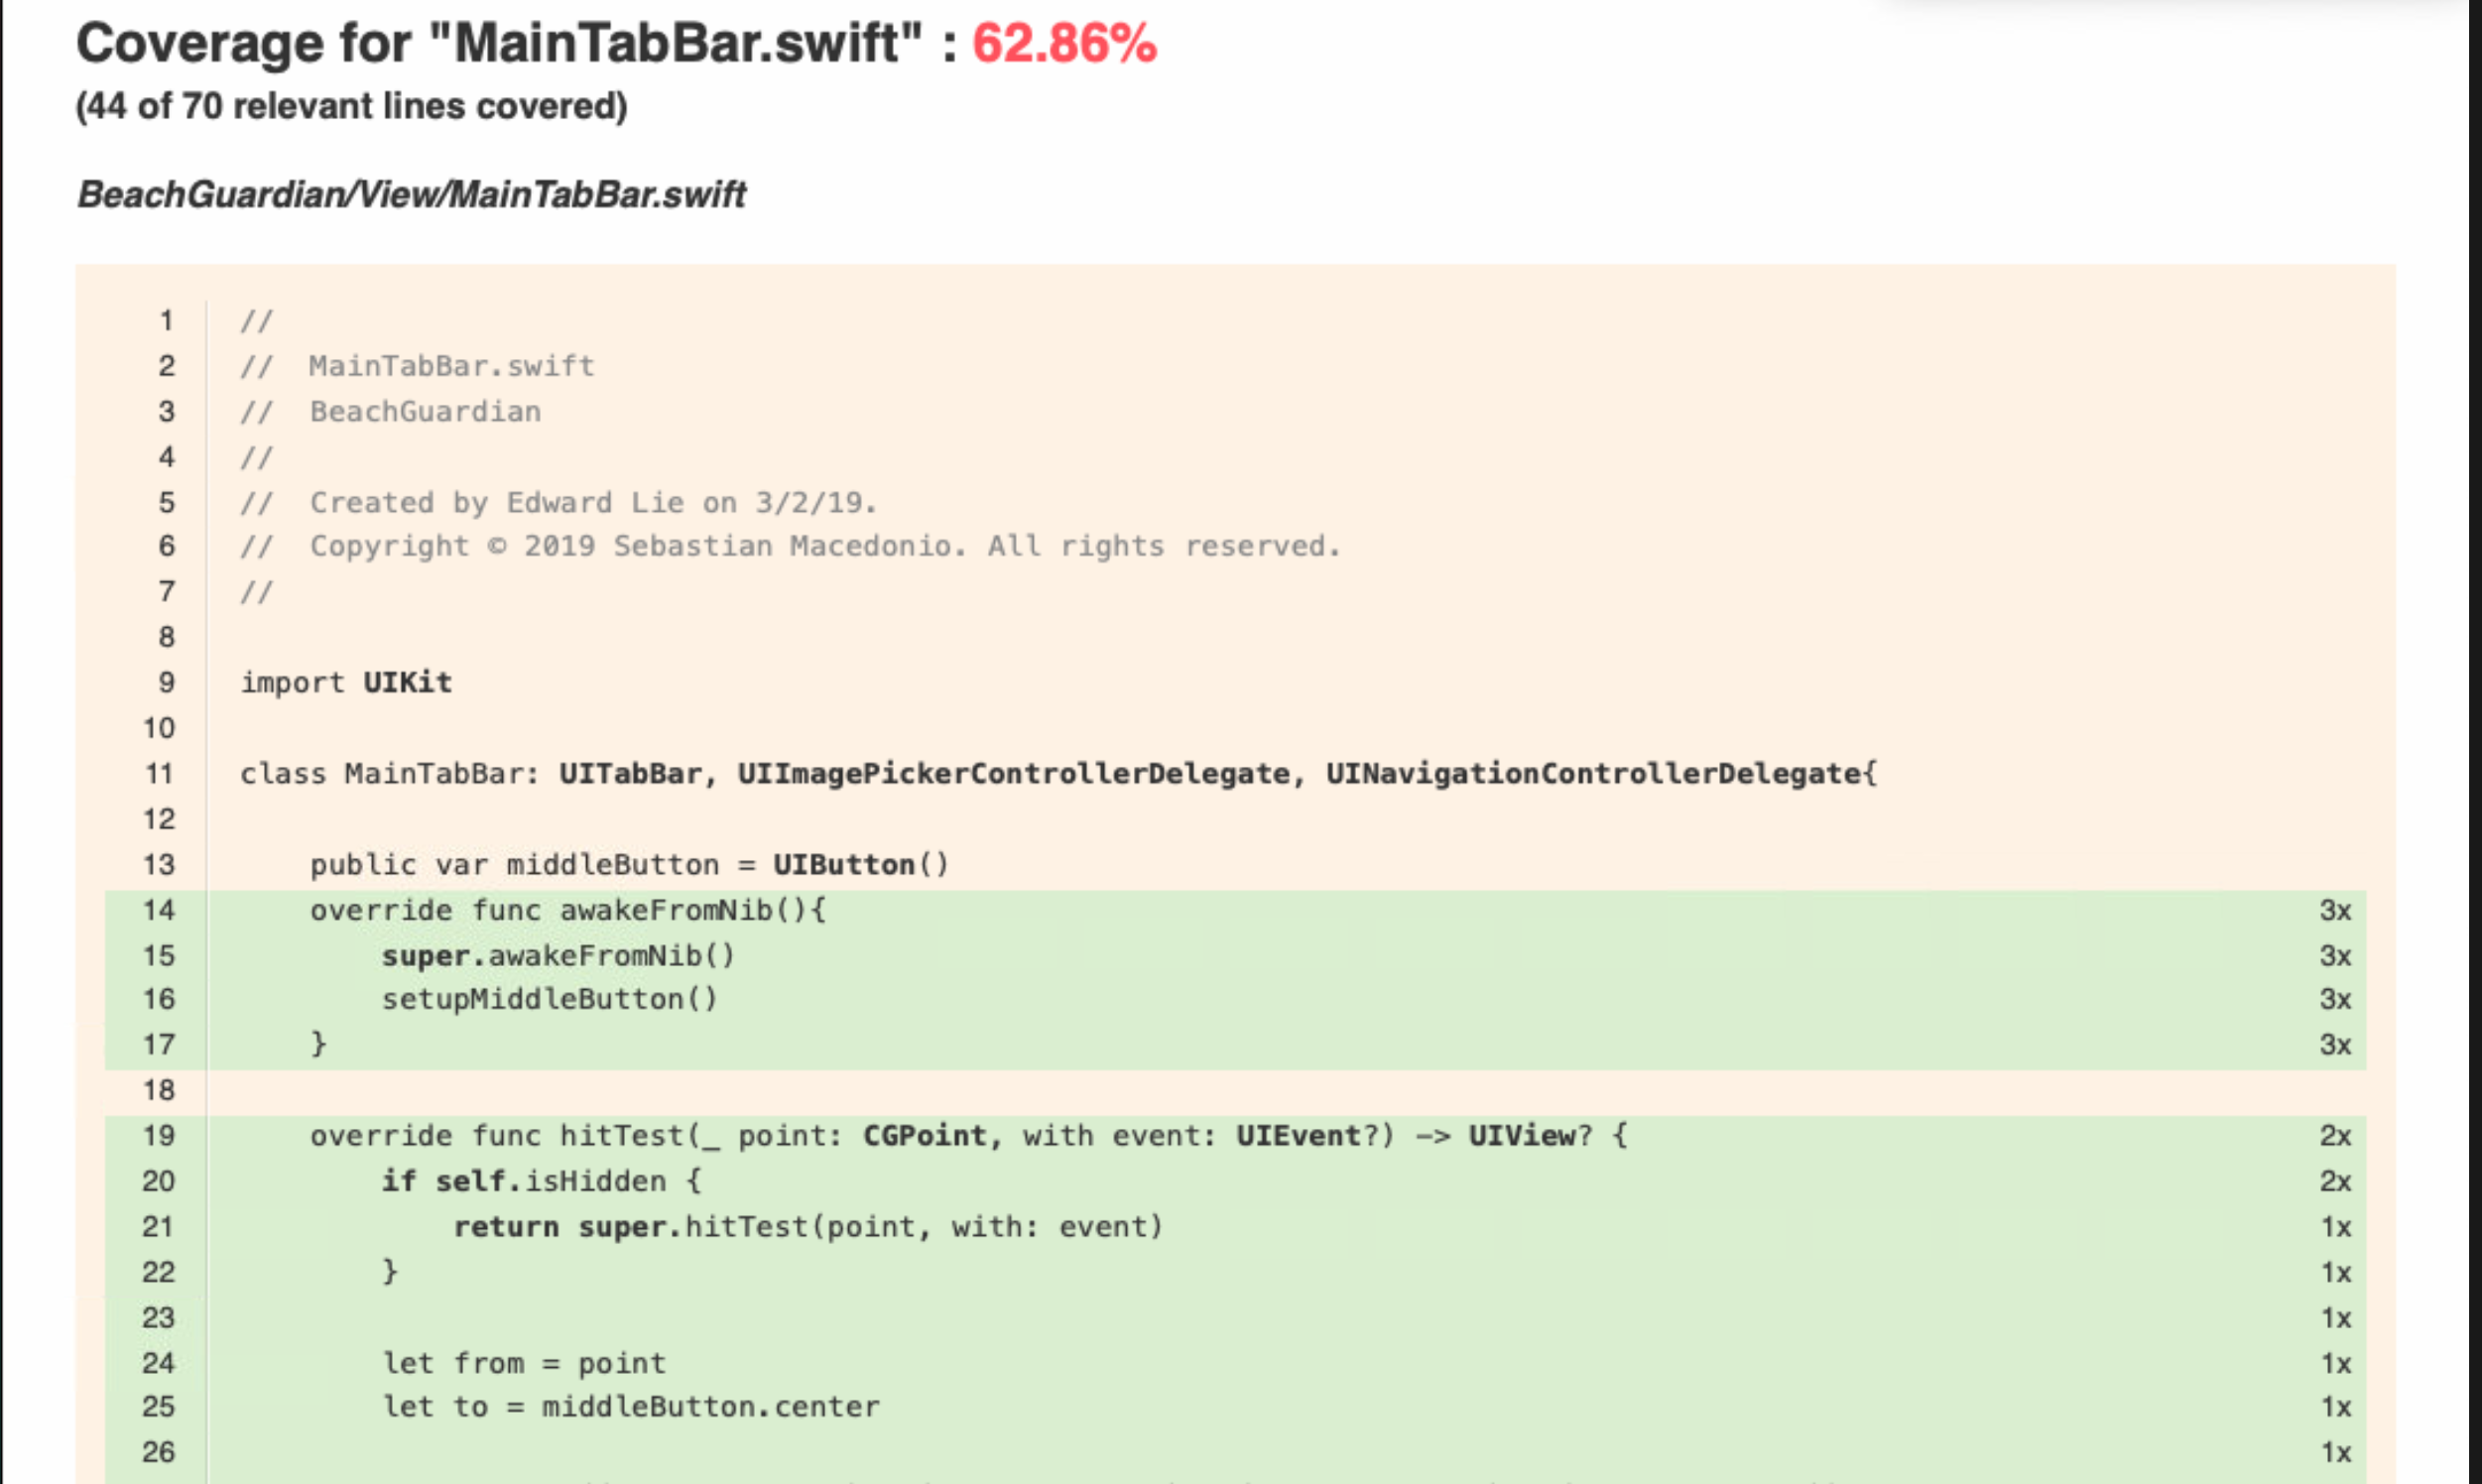 Coverage for "MainTabBar.swift" : 62.86%
(44 of 70 relevant lines covered)
BeachGuardian/View/MainTabBar.swift
1 //
2 //  MainTabBar.swift
3 //  BeachGuardian
4 //
5 //  Created by Edward Lie on 3/2/19.
6 //  Copyright © 2019 Sebastian Macedonio. All rights reserved.
7 //
8
9 import UIKit
10
11 class MainTabBar: UITabBar, UIImagePickerControllerDelegate, UINavigationControllerDelegate{
12
13     public var middleButton = UIButton()
14     override func awakeFromNib(){ 3x
15         super.awakeFromNib() 3x
16         setupMiddleButton() 3x
17     } 3x
18
19     override func hitTest(_ point: CGPoint, with event: UIEvent?) -> UIView? { 2x
20         if self.isHidden { 2x
21             return super.hitTest(point, with: event) 1x
22         } 1x
23 1x
24         let from = point 1x
25         let to = middleButton.center 1x
26 1x